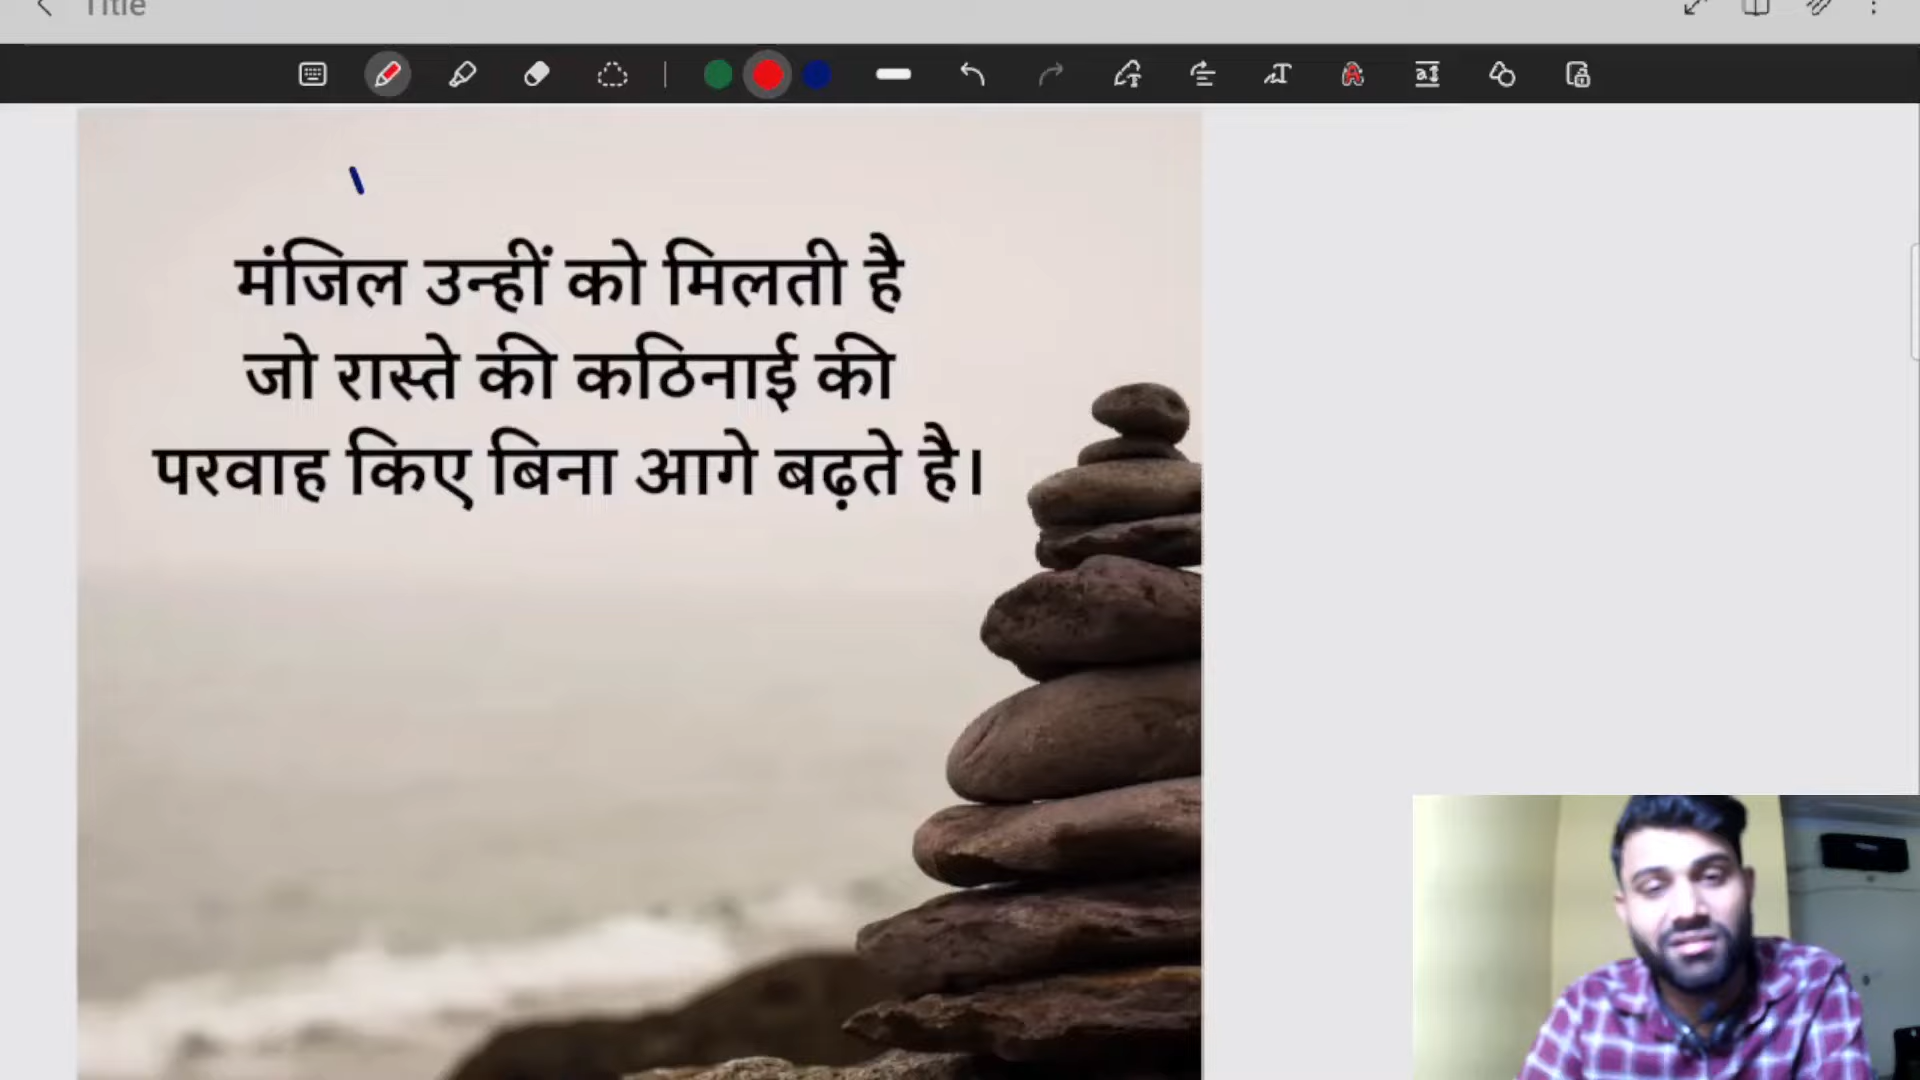 Title
मंजिल उन्हीं को मिलती है
जो रास्ते की कठिनाई की
परवाह किए बिना आगे बढ़ते है।